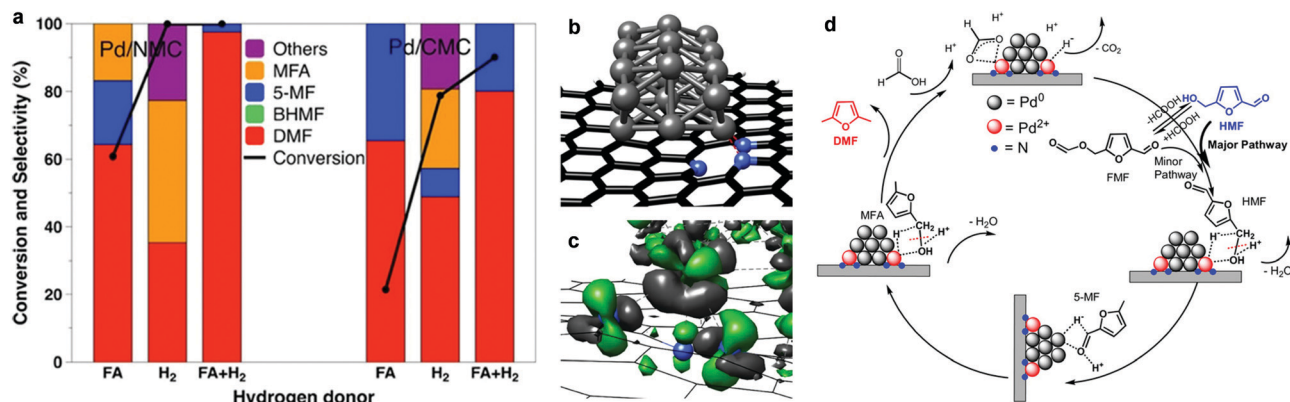 a
Conversion and Selectivity (%)
100
80
60
40
20
0
Pd/NMC
Pd/CMC
Others
MFA
5-MF
BHMF
DMF
Conversion
FA
H2
FA+H2
FA
H2
FA+H2
Hydrogen donor
b
c
d
H+
H+
O
O
H-
- CO2
H+
O
H
OH
O
DMF
= Pd0
= Pd2+
= N
-HCOOH
+HCOOH
HO
O
O
HMF
Major Pathway
O
O
O
O
FMF
Minor
Pathway
O
O
HMF
CH2
H-
H+
OH
- H2O
5-MF
H-
O
O
H+
MFA
O
CH2
H-
H+
OH
- H2O